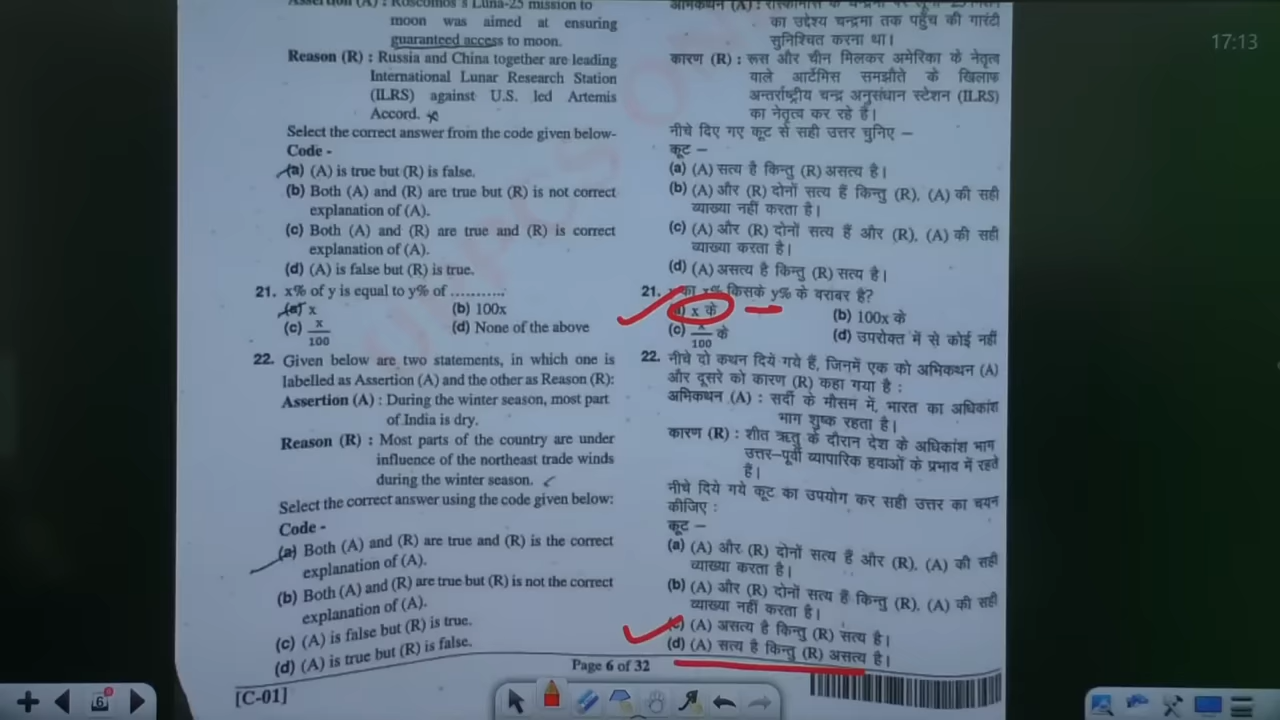 Assertion (A) : Roscomos's Luna-25 mission to
moon was aimed at ensuring
guaranteed access to moon.
Reason (R) : Russia and China together are leading
International Lunar Research Station
(ILRS) against U.S. led Artemis
Accord.
Select the correct answer from the code given below-
Code -
(a) (A) is true but (R) is false.
(b) Both (A) and (R) are true but (R) is not correct
explanation of (A).
(c) Both (A) and (R) are true and (R) is correct
explanation of (A).
(d) (A) is false but (R) is true.
21. x% of y is equal to y% of ...........
(a) x (b) 100x
(c) x/100 (d) None of the above
22. Given below are two statements, in which one is
labelled as Assertion (A) and the other as Reason (R):
Assertion (A) : During the winter season, most part
of India is dry.
Reason (R) : Most parts of the country are under
influence of the northeast trade winds
during the winter season.
Select the correct answer using the code given below:
Code -
(a) Both (A) and (R) are true and (R) is the correct
explanation of (A).
(b) Both (A) and (R) are true but (R) is not the correct
explanation of (A).
(c) (A) is false but (R) is true.
(d) (A) is true but (R) is false.
का उद्देश्य चन्द्रमा तक पहुँच की गारंटी
सुनिश्चित करना था।
कारण (R) : रूस और चीन मिलकर अमेरिका के नेतृत्व
वाले आर्टेमिस समझौते के खिलाफ
अन्तर्राष्ट्रीय चन्द्र अनुसंधान स्टेशन (ILRS)
का नेतृत्व कर रहे हैं।
नीचे दिए गए कूट से सही उत्तर चुनिए –
कूट –
(a) (A) सत्य है किन्तु (R) असत्य है।
(b) (A) और (R) दोनों सत्य हैं किन्तु (R), (A) की सही
व्याख्या नहीं करता है।
(c) (A) और (R) दोनों सत्य हैं और (R), (A) की सही
व्याख्या करता है।
(d) (A) असत्य है किन्तु (R) सत्य है।
21. का x% किसके y% के बराबर है?
(a) x के (b) 100x के
(c) x/100 के (d) उपरोक्त में से कोई नहीं
22. नीचे दो कथन दिये गये हैं, जिनमें एक को अभिकथन (A)
और दूसरे को कारण (R) कहा गया है :
अभिकथन (A) : सर्दी के मौसम में, भारत का अधिकांश
भाग शुष्क रहता है।
कारण (R) : शीत ऋतु के दौरान देश के अधिकांश भाग
उत्तर–पूर्वी व्यापारिक हवाओं के प्रभाव में रहते
हैं।
नीचे दिये गये कूट का उपयोग कर सही उत्तर का चयन
कीजिए :
कूट –
(a) (A) और (R) दोनों सत्य हैं और (R), (A) की सही
व्याख्या करता है।
(b) (A) और (R) दोनों सत्य हैं किन्तु (R), (A) की सही
व्याख्या नहीं करता है।
(c) (A) असत्य है किन्तु (R) सत्य है।
(d) (A) सत्य है किन्तु (R) असत्य है।
[C-01]
Page 6 of 32
17:13
6